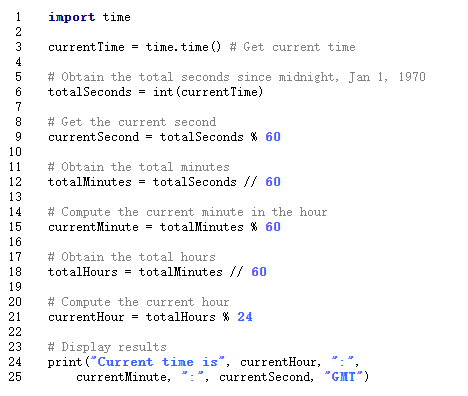 1 import time
2
3 currentTime = time.time() # Get current time
4
5 # Obtain the total seconds since midnight, Jan 1, 1970
6 totalSeconds = int(currentTime)
7
8 # Get the current second
9 currentSecond = totalSeconds % 60
10
11 # Obtain the total minutes
12 totalMinutes = totalSeconds // 60
13
14 # Compute the current minute in the hour
15 currentMinute = totalMinutes % 60
16
17 # Obtain the total hours
18 totalHours = totalMinutes // 60
19
20 # Compute the current hour
21 currentHour = totalHours % 24
22
23 # Display results
24 print("Current time is", currentHour, ":",
25     currentMinute, ":", currentSecond, "GMT")